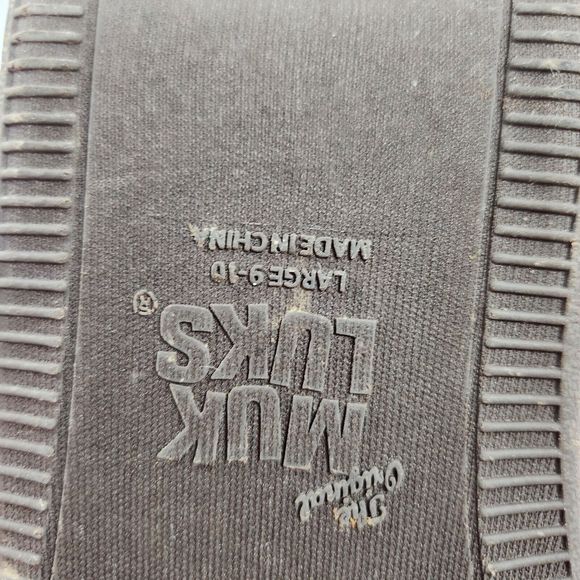 The
Original
MUK
LUKS®
LARGE 9-10
MADE IN CHINA